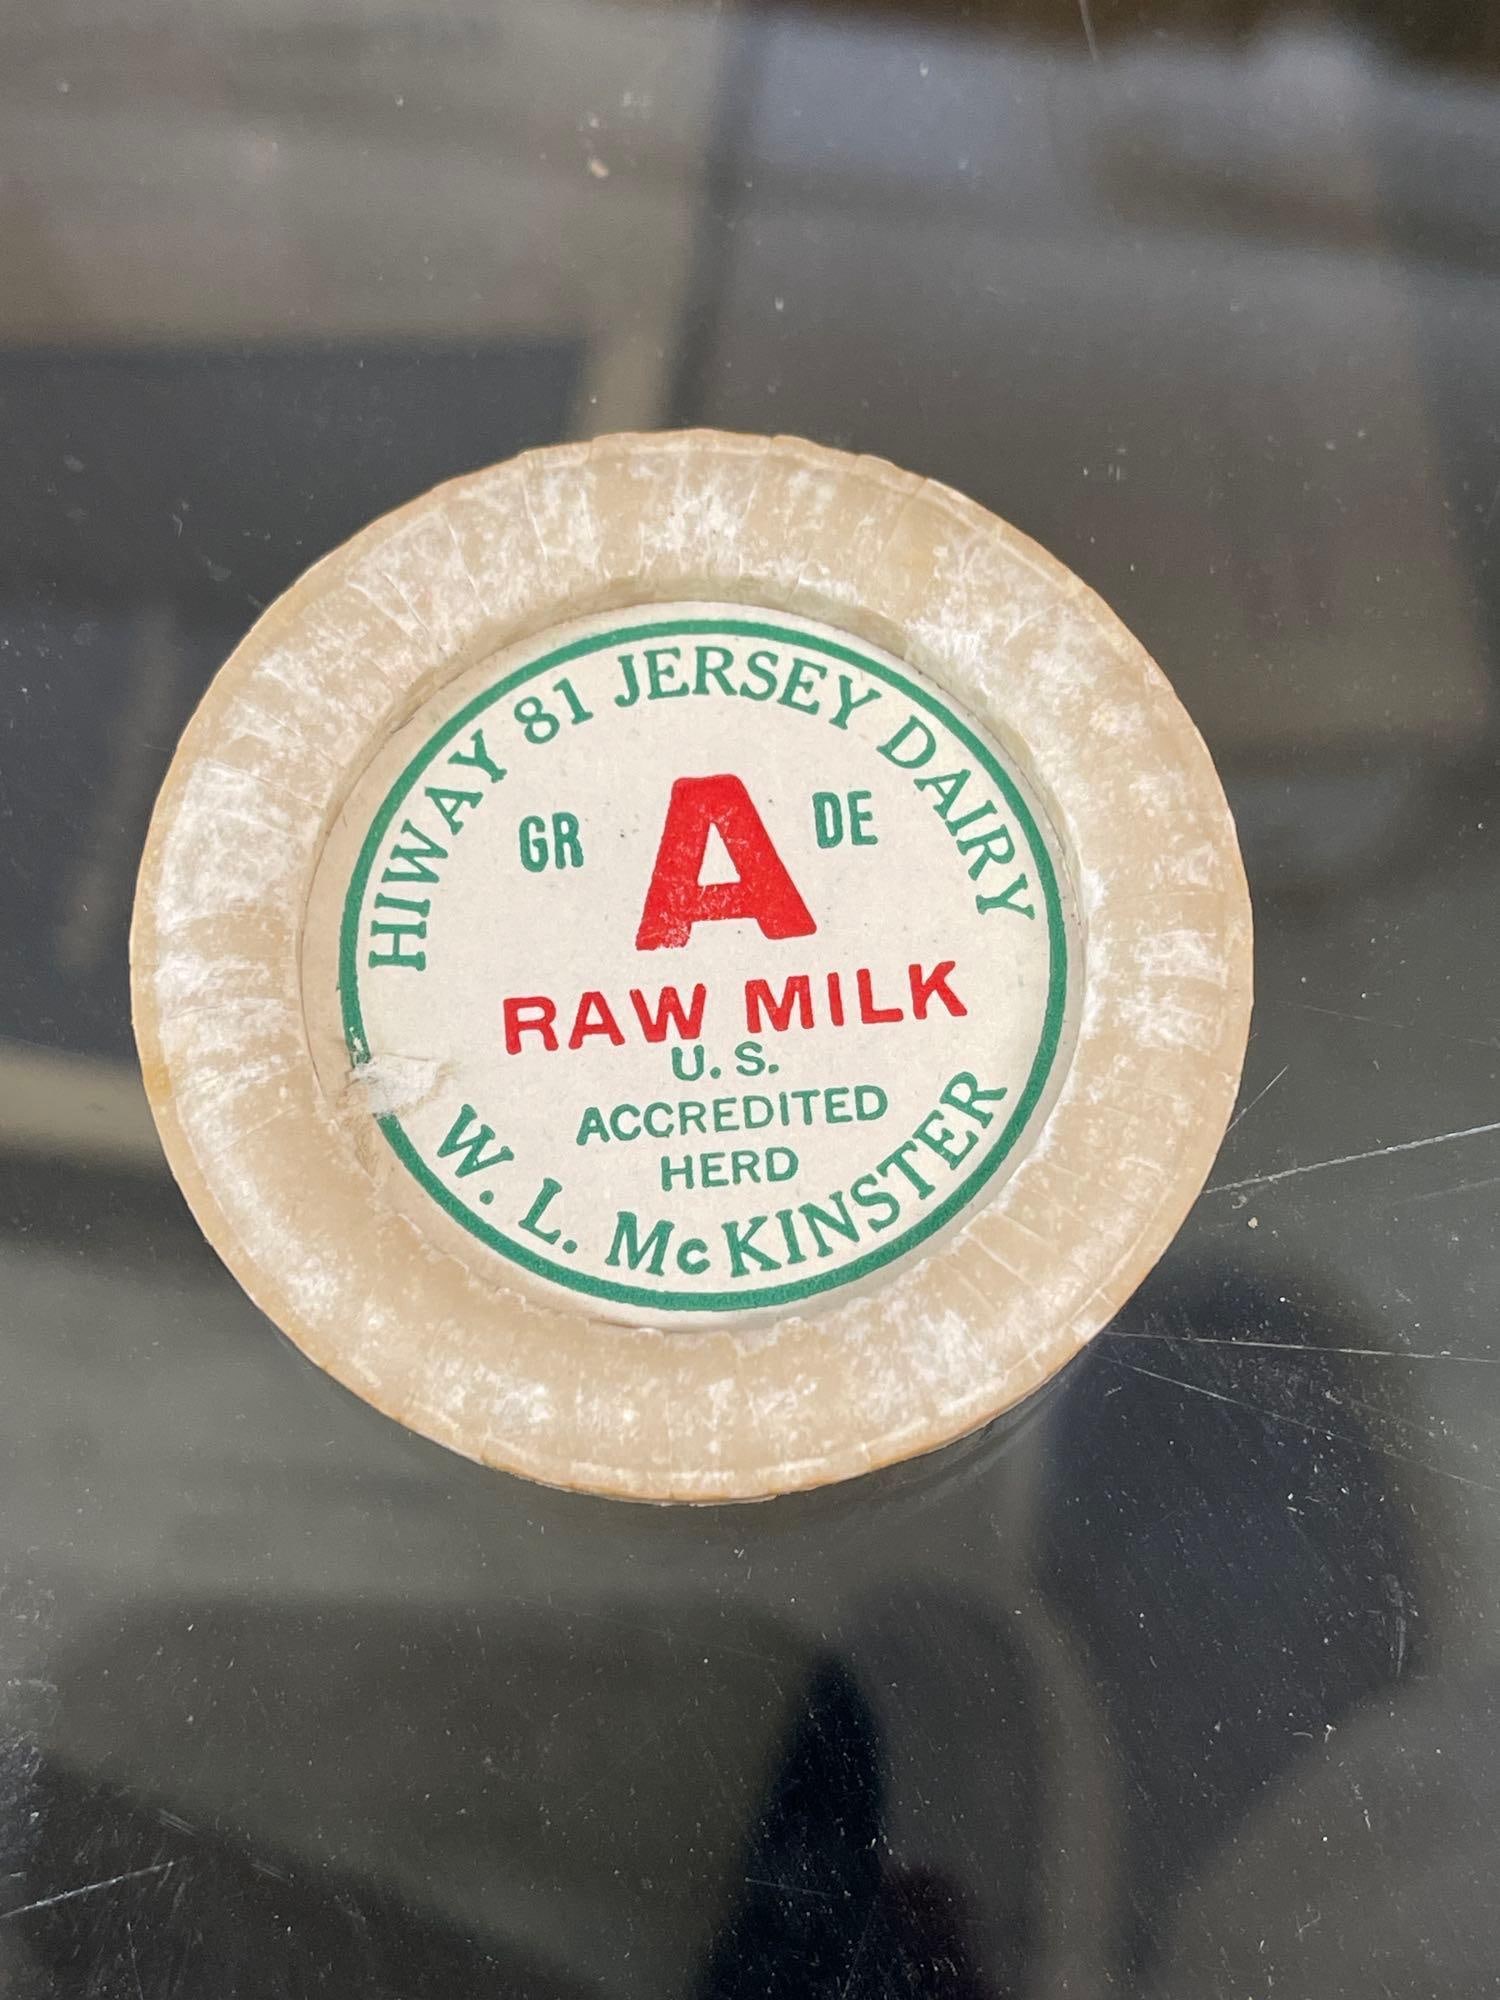 HIWAY 81 JERSEY DAIRY
GR A DE
RAW MILK
U. S.
ACCREDITED
HERD
W. L. McKINSTER